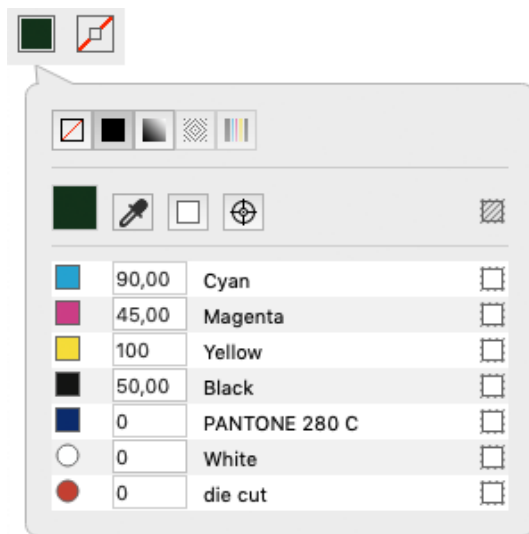 90,00 Cyan
45,00 Magenta
100 Yellow
50,00 Black
0 PANTONE 280 C
0 White
0 die cut